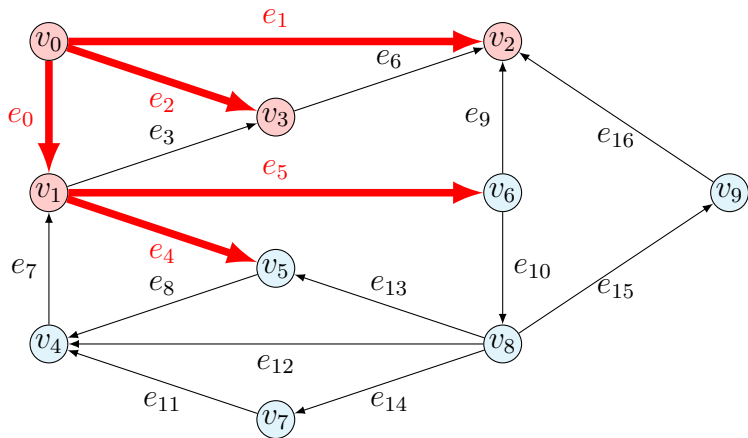 e₁
v₀
v₂
e₆
e₂
e₀
e₃
v₃
e₉
e₁₆
e₅
v₁
v₆
v₉
e₄
e₇
e₈
v₅
e₁₃
e₁₀
e₁₅
v₄
e₁₂
v₈
e₁₁
e₁₄
v₇